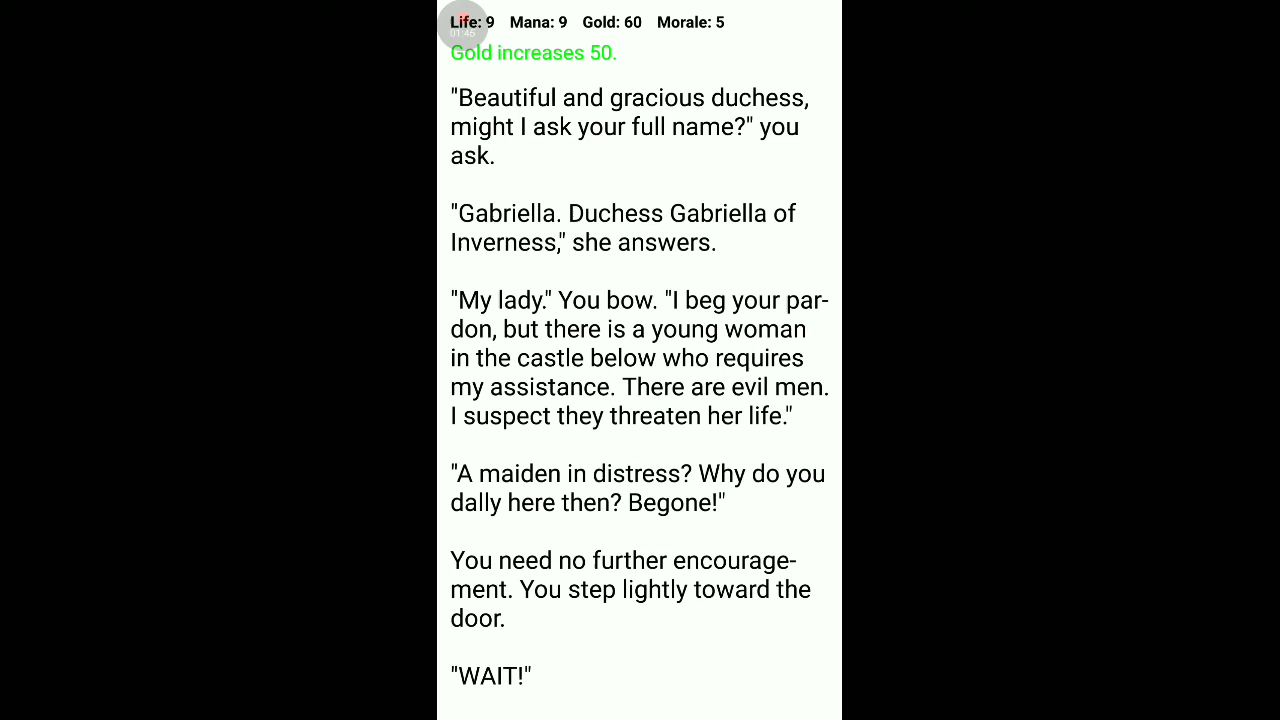 Life: 9 Mana: 9 Gold: 60 Morale: 5
01:46
Gold increases 50.
"Beautiful and gracious duchess,
might I ask your full name?" you
ask.
"Gabriella. Duchess Gabriella of
Inverness," she answers.
"My lady." You bow. "I beg your par-
don, but there is a young woman
in the castle below who requires
my assistance. There are evil men.
I suspect they threaten her life."
"A maiden in distress? Why do you
dally here then? Begone!"
You need no further encourage-
ment. You step lightly toward the
door.
"WAIT!"